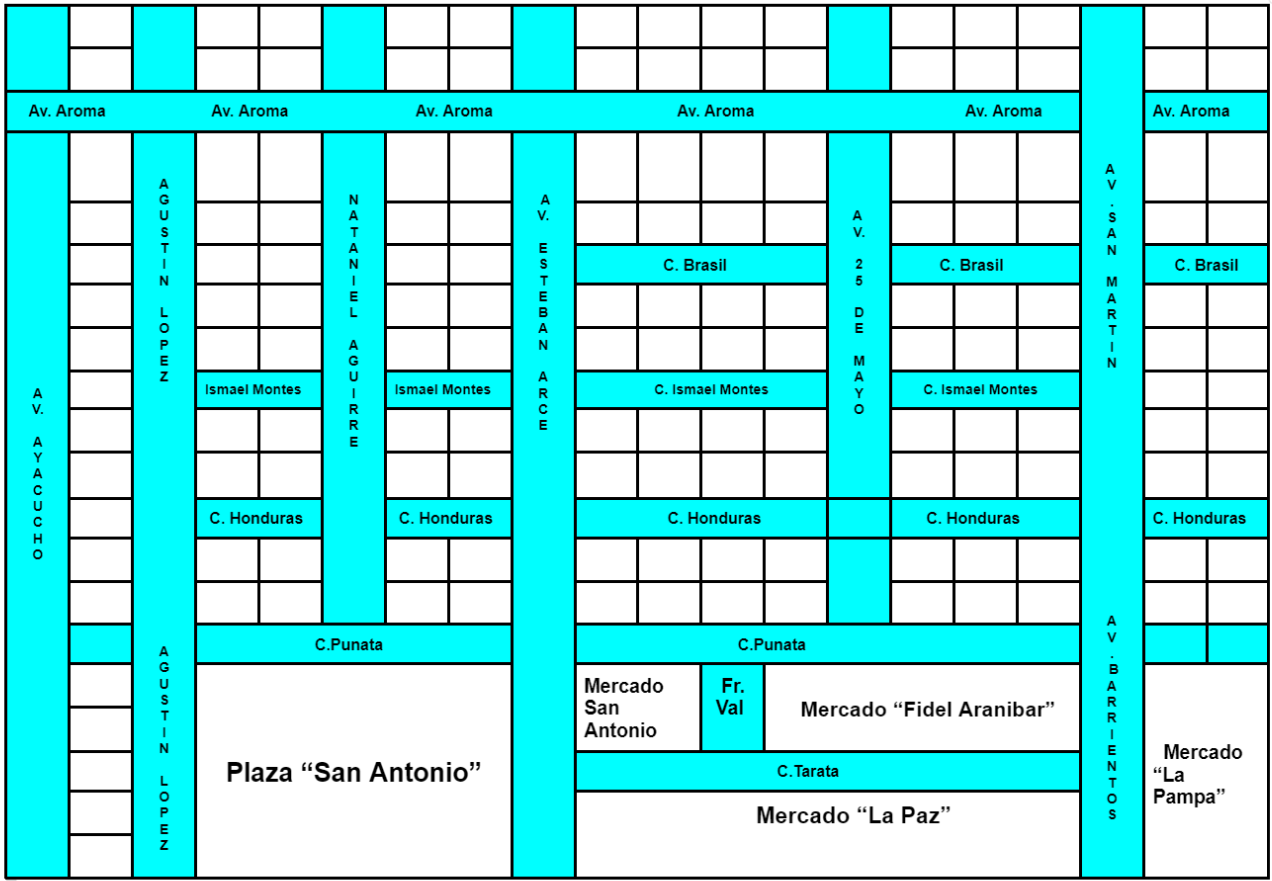 Av. Aroma Av. Aroma Av. Aroma Av. Aroma Av. Aroma Av. Aroma
AGUSTIN LOPEZ
NATANIEL AGUIRRE
AV. ESTEBAN ARCE
AV. 25 DE MAYO
AV.SAN MARTIN
C. Brasil C. Brasil C. Brasil
Ismael Montes Ismael Montes C. Ismael Montes C. Ismael Montes
AV. AYACUCHO
C. Honduras C. Honduras C. Honduras C. Honduras C. Honduras
C.Punata C.Punata
AGUSTIN LOPEZ
AV.BARRIENTOS
Mercado
San
Antonio
Fr.
Val
Mercado “Fidel Aranibar”
Plaza “San Antonio”
C.Tarata
Mercado
“La
Pampa”
Mercado “La Paz”